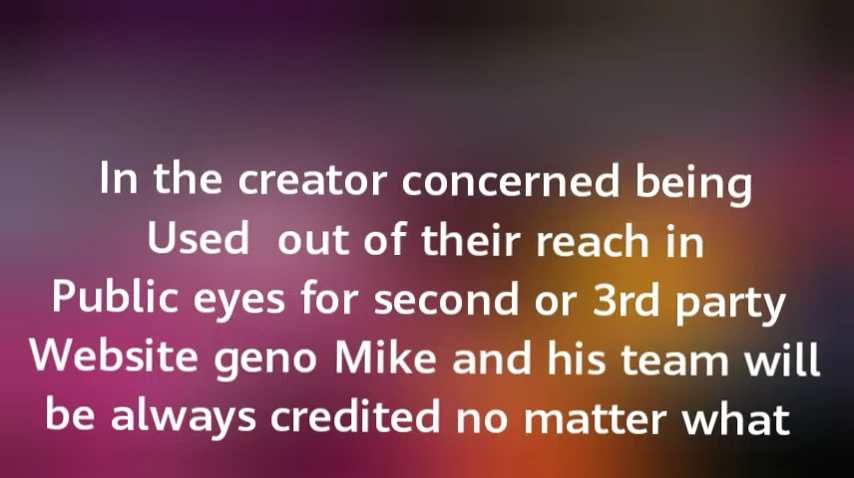 In the creator concerned being
Used out of their reach in
Public eyes for second or 3rd party
Website geno Mike and his team will
be always credited no matter what